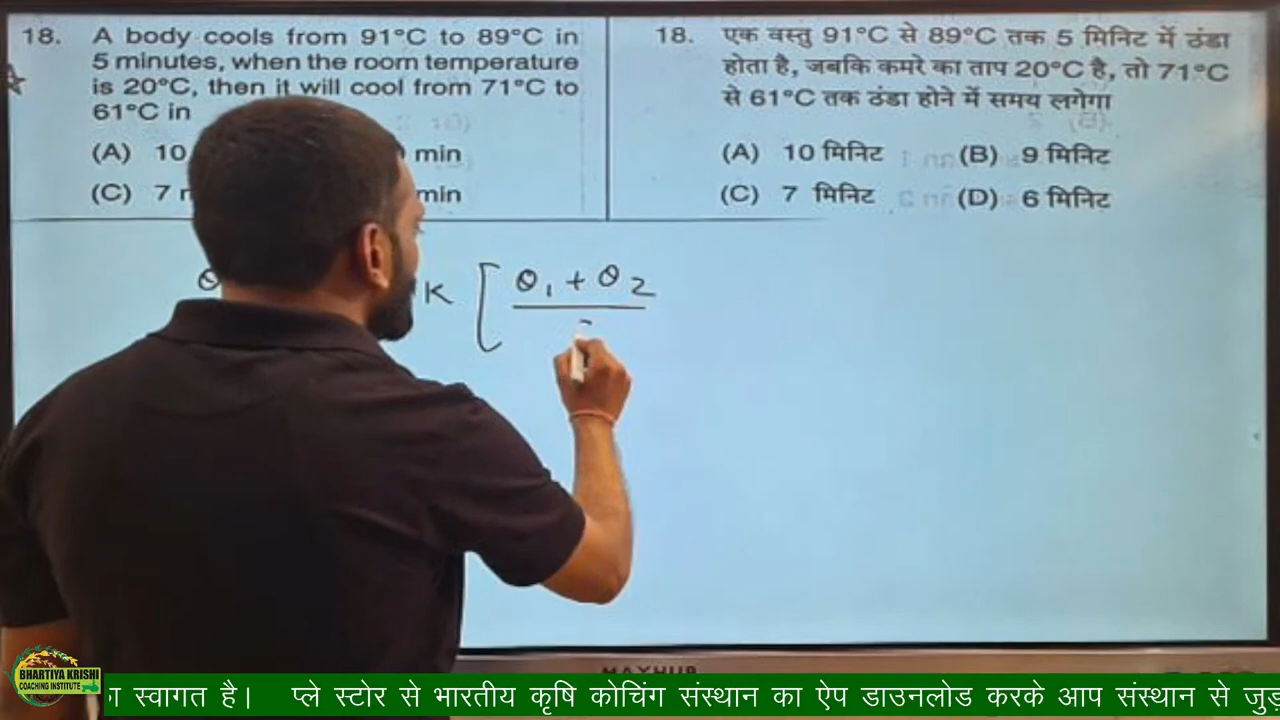 18. A body cools from 91°C to 89°C in
5 minutes, when the room temperature
is 20°C, then it will cool from 71°C to
61°C in
(A) 10
min
(C) 7
min
18. एक वस्तु 91°C से 89°C तक 5 मिनिट में ठंडा
होता है, जबकि कमरे का ताप 20°C है, तो 71°C
से 61°C तक ठंडा होने में समय लगेगा
(A) 10 मिनिट (B) 9 मिनिट
(C) 7 मिनिट (D) 6 मिनिट
θ
K [ θ₁ + θ₂
BHARTIYA KRISHI
COACHING INSTITUTE
स्वागत है। प्ले स्टोर से भारतीय कृषि कोचिंग संस्थान का ऐप डाउनलोड करके आप संस्थान से